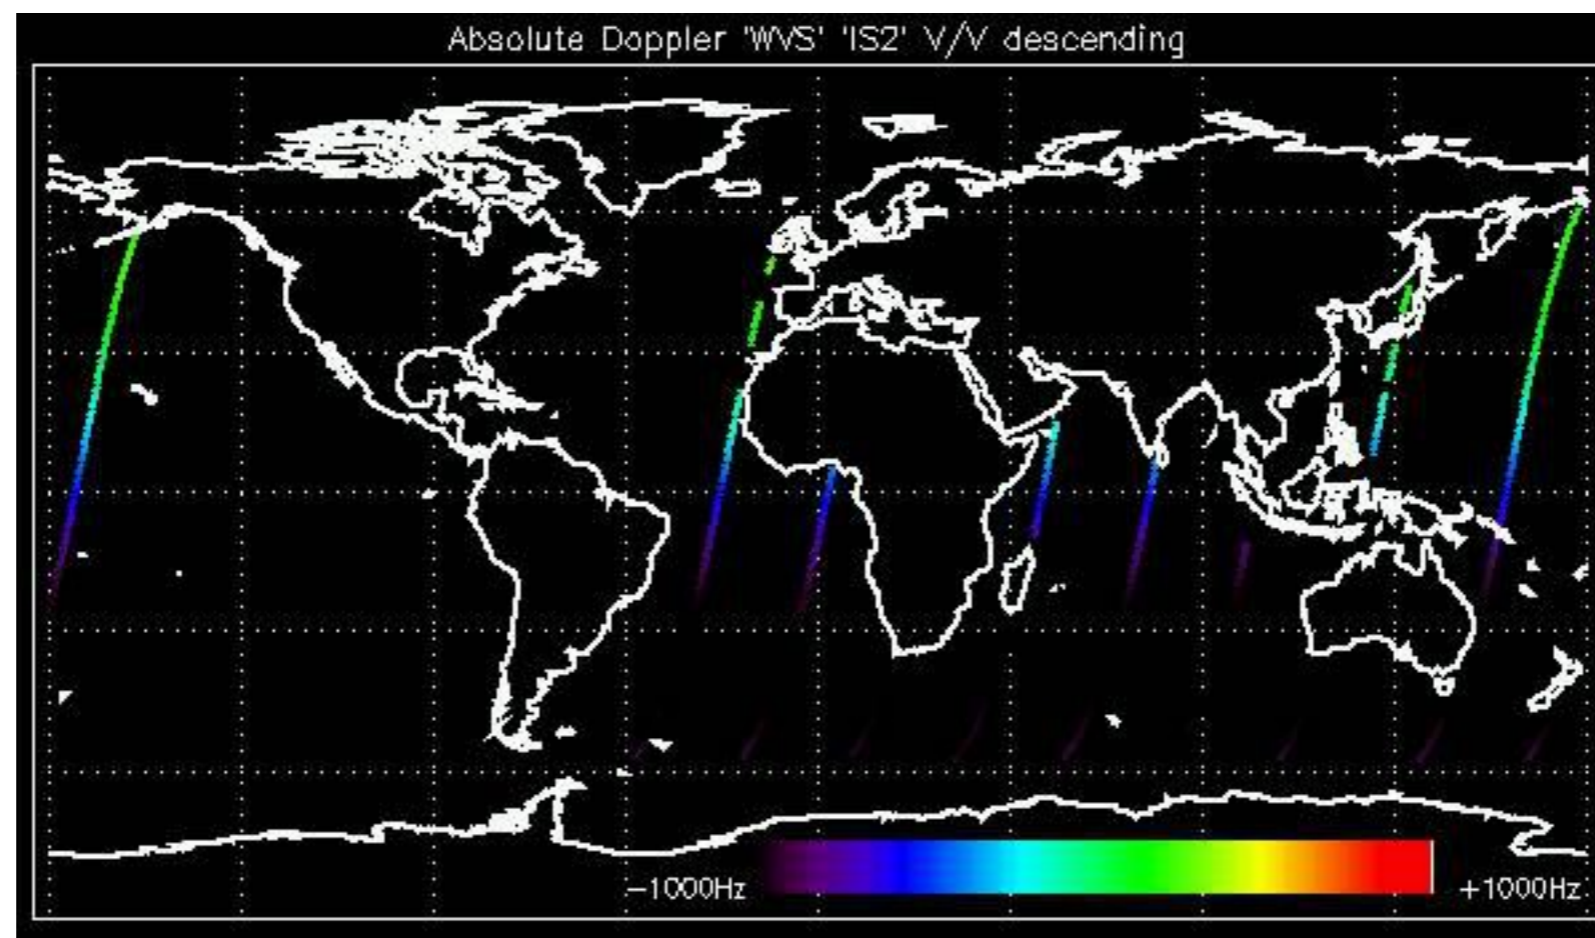 Absolute Doppler 'WVS' 'IS2' V/V descending
−1000Hz
+1000Hz